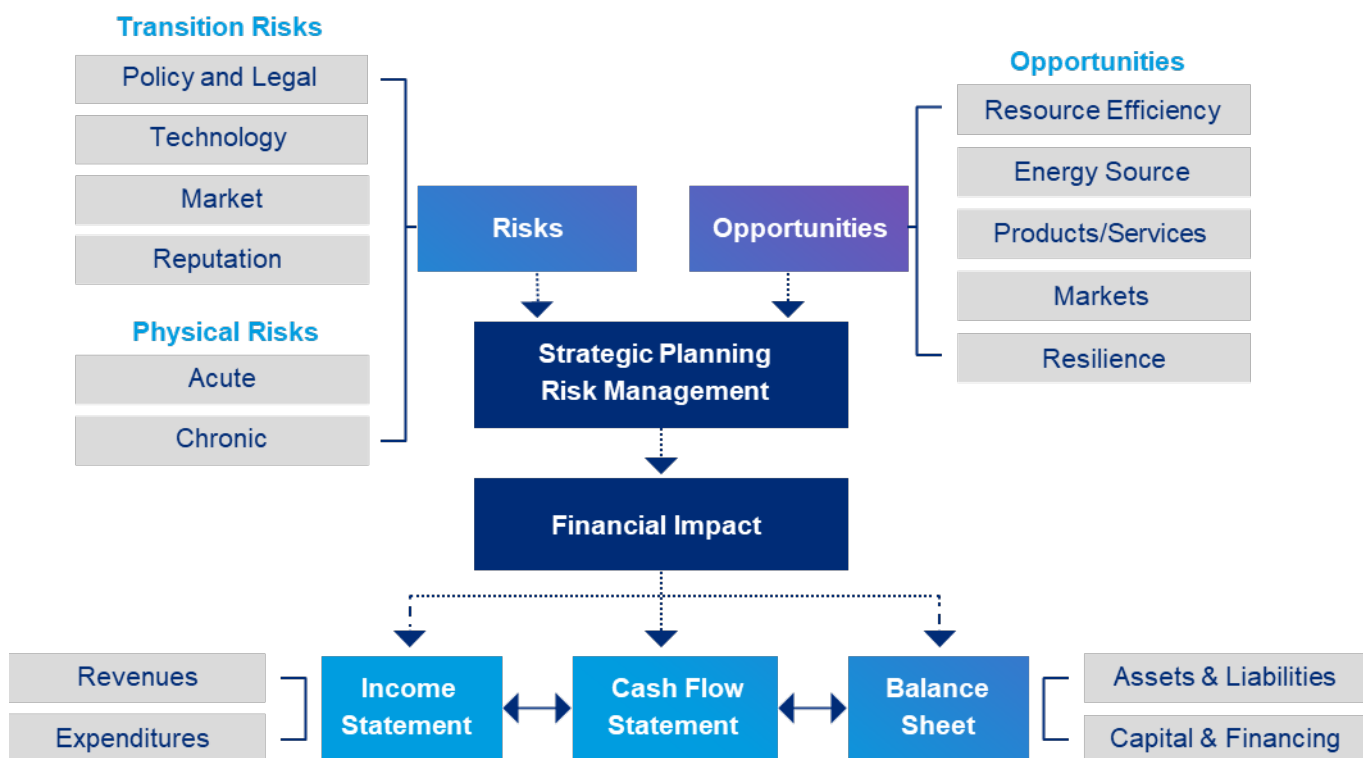 Transition Risks
Policy and Legal
Technology
Market
Reputation
Physical Risks
Acute
Chronic
Risks
Opportunities
Opportunities
Resource Efficiency
Energy Source
Products/Services
Markets
Resilience
Strategic Planning
Risk Management
Financial Impact
Revenues
Expenditures
Income
Statement
Cash Flow
Statement
Balance
Sheet
Assets & Liabilities
Capital & Financing